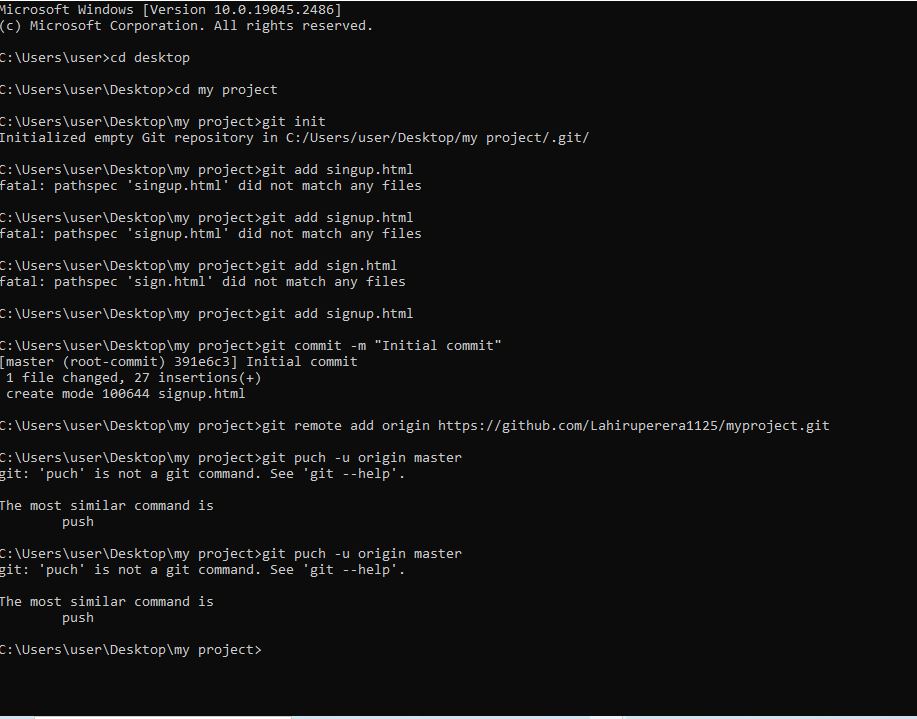 Microsoft Windows [Version 10.0.19045.2486]
(c) Microsoft Corporation. All rights reserved.
C:\Users\user>cd desktop
C:\Users\user\Desktop>cd my project
C:\Users\user\Desktop\my project>git init
Initialized empty Git repository in C:/Users/user/Desktop/my project/.git/
C:\Users\user\Desktop\my project>git add singup.html
fatal: pathspec 'singup.html' did not match any files
C:\Users\user\Desktop\my project>git add signup.html
fatal: pathspec 'signup.html' did not match any files
C:\Users\user\Desktop\my project>git add sign.html
fatal: pathspec 'sign.html' did not match any files
C:\Users\user\Desktop\my project>git add signup.html
C:\Users\user\Desktop\my project>git commit -m "Initial commit"
[master (root-commit) 391e6c3] Initial commit
1 file changed, 27 insertions(+)
create mode 100644 signup.html
C:\Users\user\Desktop\my project>git remote add origin https://github.com/Lahiruperera1125/myproject.git
C:\Users\user\Desktop\my project>git puch -u origin master
git: 'puch' is not a git command. See 'git --help'.
The most similar command is
push
C:\Users\user\Desktop\my project>git puch -u origin master
git: 'puch' is not a git command. See 'git --help'.
The most similar command is
push
C:\Users\user\Desktop\my project>